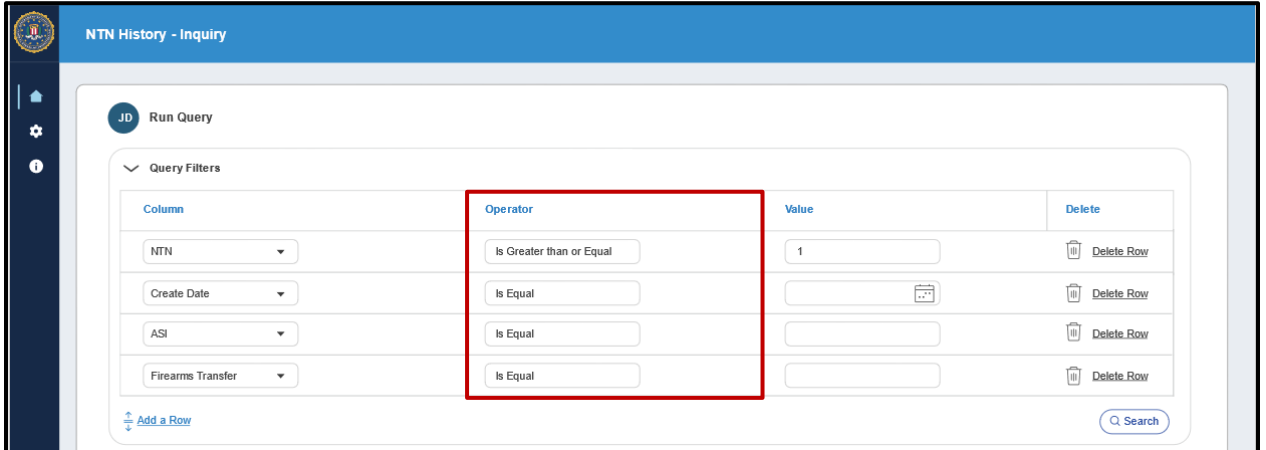 NTN History - Inquiry
JD Run Query
Query Filters
Column Operator Value Delete
NTN Is Greater than or Equal 1 Delete Row
Create Date Is Equal Delete Row
ASI Is Equal Delete Row
Firearms Transfer Is Equal Delete Row
Add a Row Search